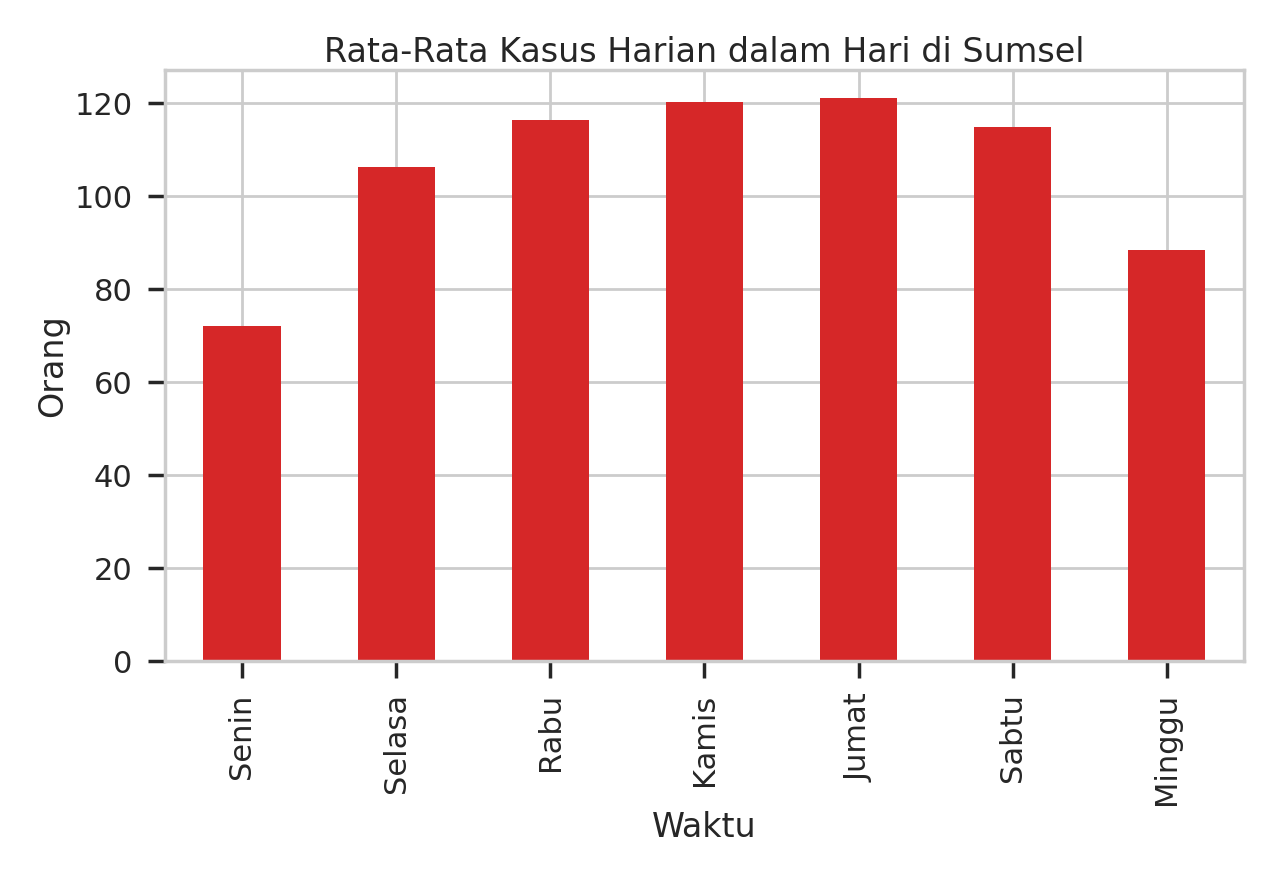 Rata-Rata Kasus Harian dalam Hari di Sumsel
120
100
80
60
40
20
0
Orang
Senin
Selasa
Rabu
Kamis
Jumat
Sabtu
Minggu
Waktu